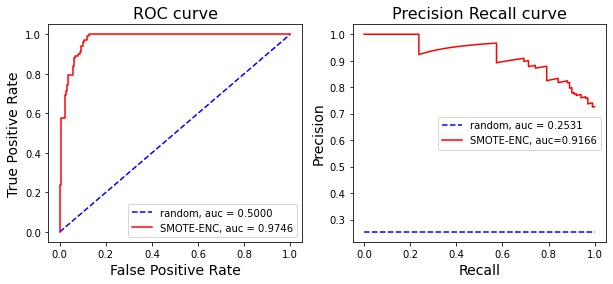 ROC curve
True Positive Rate
1.0
0.8
0.6
0.4
0.2
0.0
0.0 0.2 0.4 0.6 0.8 1.0
False Positive Rate
random, auc = 0.5000
SMOTE-ENC, auc = 0.9746
Precision Recall curve
Precision
1.0
0.9
0.8
0.7
0.6
0.5
0.4
0.3
0.0 0.2 0.4 0.6 0.8 1.0
Recall
random, auc = 0.2531
SMOTE-ENC, auc=0.9166